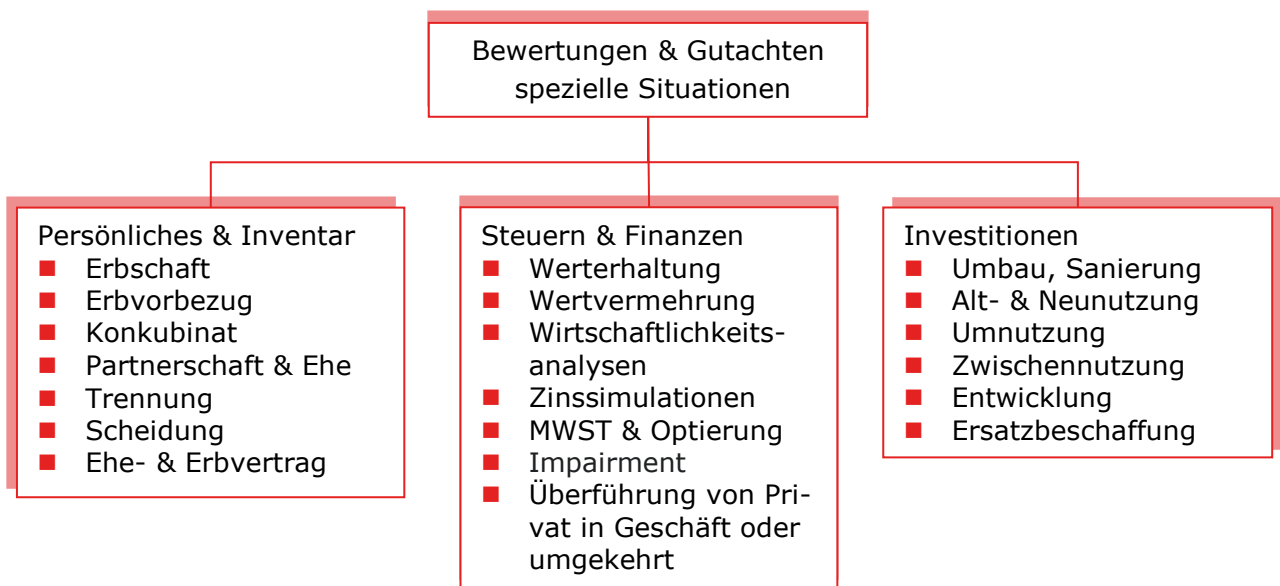 Bewertungen & Gutachten
spezielle Situationen
Persönliches & Inventar
Erbschaft
Erbvorbezug
Konkubinat
Partnerschaft & Ehe
Trennung
Scheidung
Ehe- & Erbvertrag
Steuern & Finanzen
Werterhaltung
Wertvermehrung
Wirtschaftlichkeits-
analysen
Zinssimulationen
MWST & Optierung
Impairment
Überführung von Pri-
vat in Geschäft oder
umgekehrt
Investitionen
Umbau, Sanierung
Alt- & Neunutzung
Umnutzung
Zwischennutzung
Entwicklung
Ersatzbeschaffung